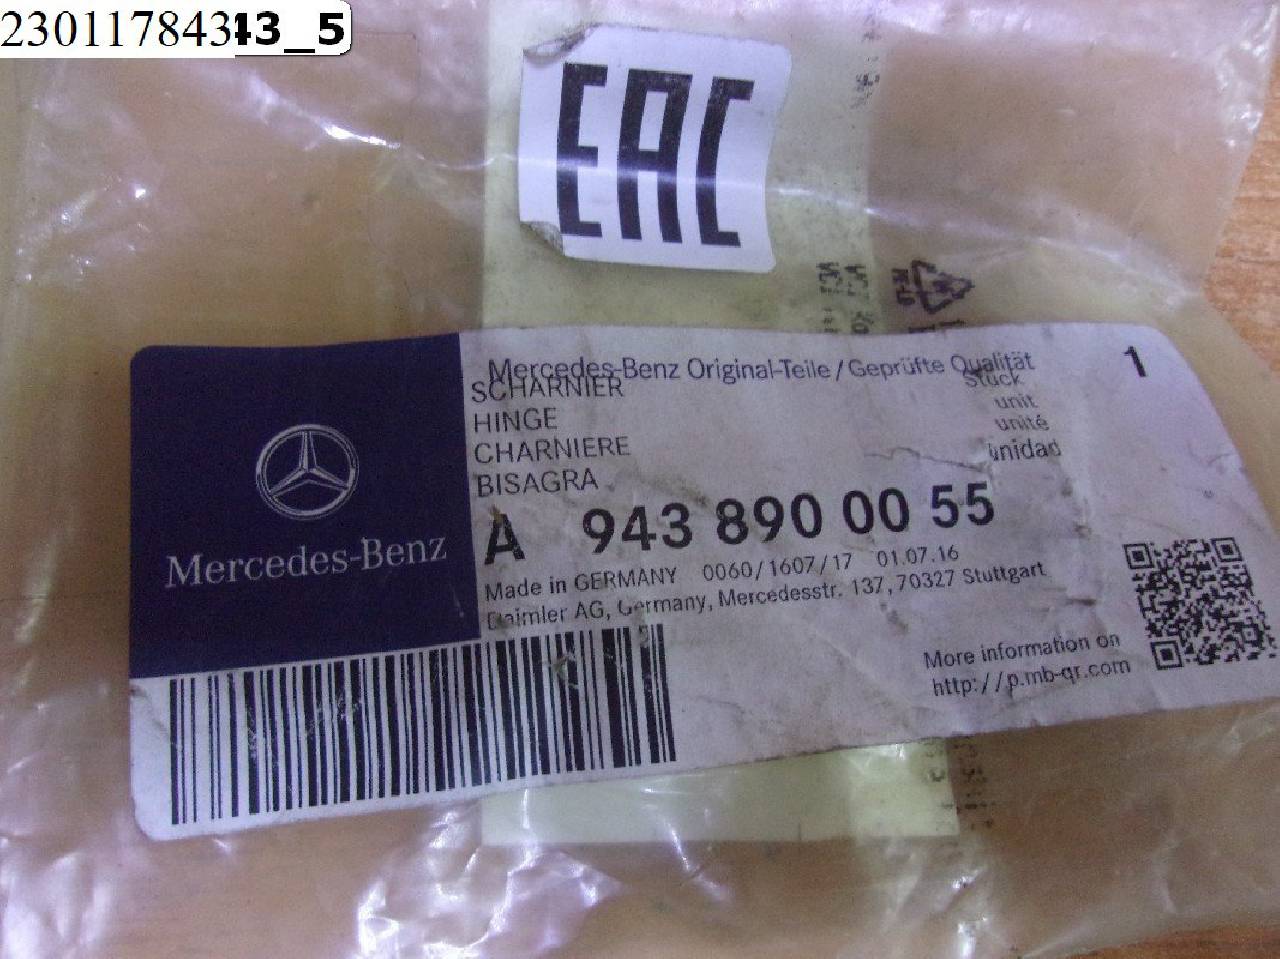 230117843 43_5
EAC
Mercedes-Benz Original-Teile / Geprüfte Qualität
SCHARNIER Stück 1
HINGE unit
CHARNIERE unité
BISAGRA unidad
A 943 890 00 55
Made in GERMANY 0060/1607/17 01.07.16
Daimler AG, Germany, Mercedesstr. 137, 70327 Stuttgart
Mercedes-Benz
More information on
http://p.mb-qr.com